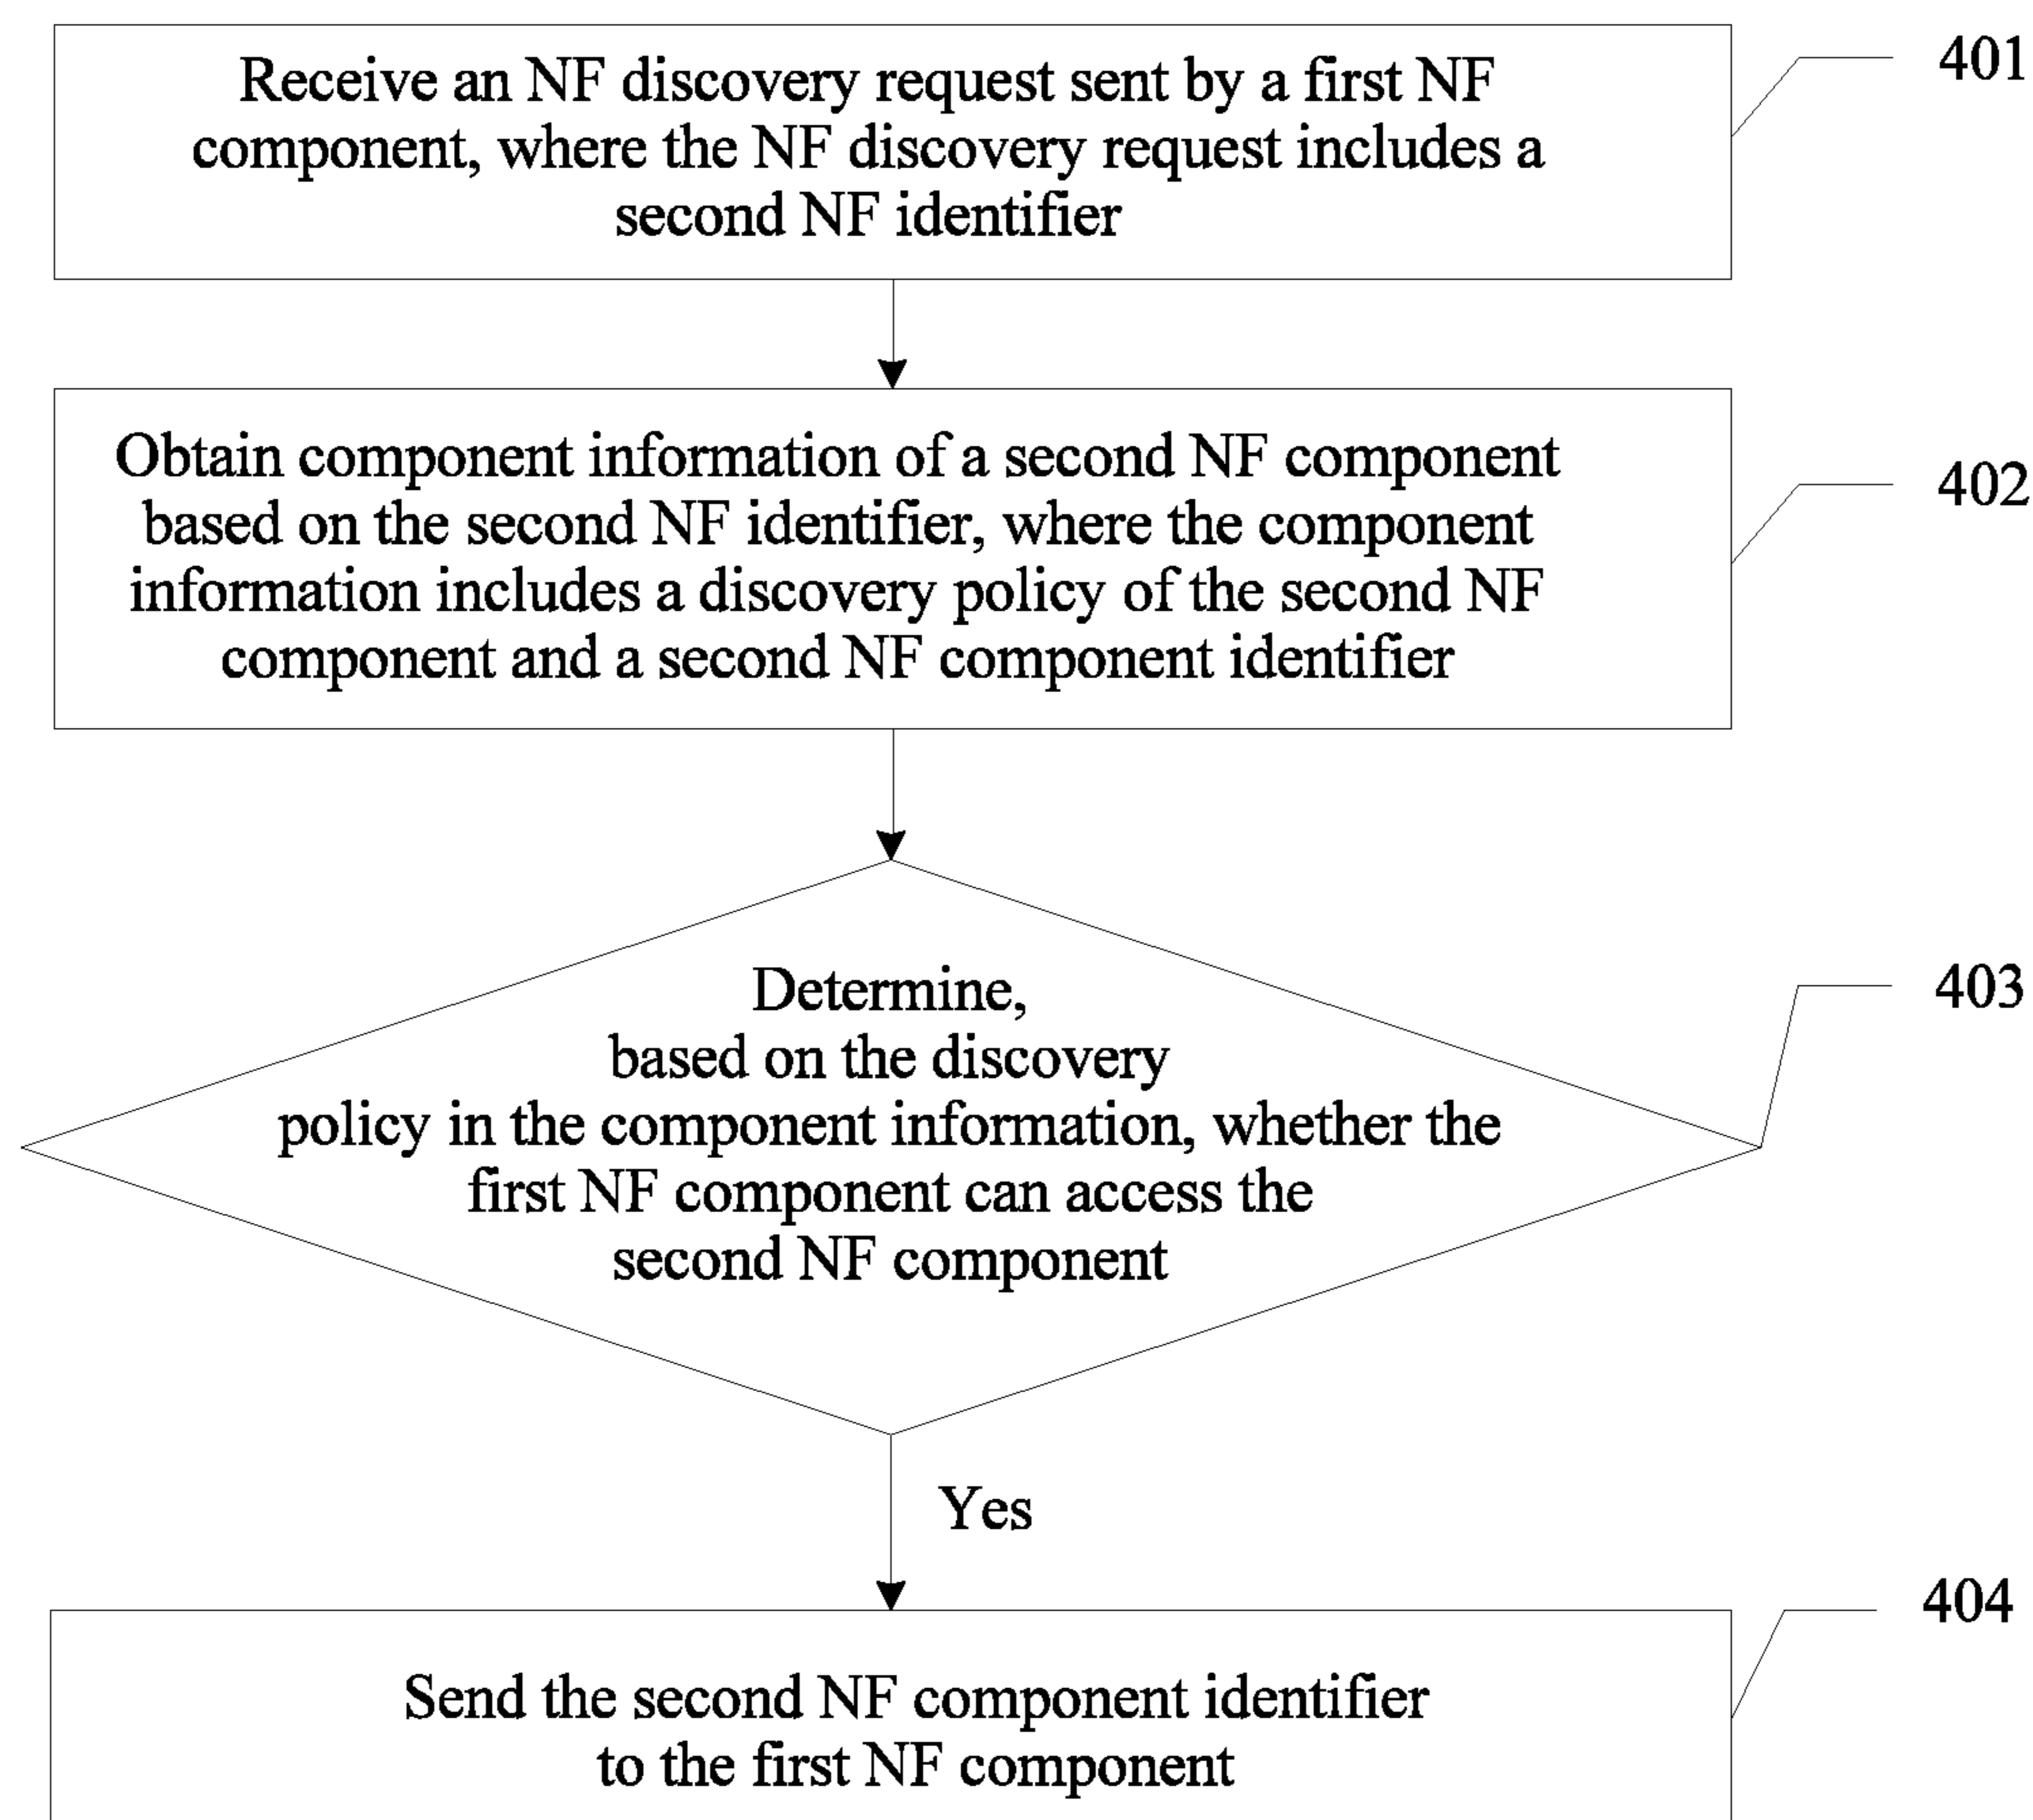 Receive an NF discovery request sent by a first NF
component, where the NF discovery request includes a
second NF identifier
401
Obtain component information of a second NF component
based on the second NF identifier, where the component
information includes a discovery policy of the second NF
component and a second NF component identifier
402
Determine,
based on the discovery
policy in the component information, whether the
first NF component can access the
second NF component
403
Yes
Send the second NF component identifier
to the first NF component
404